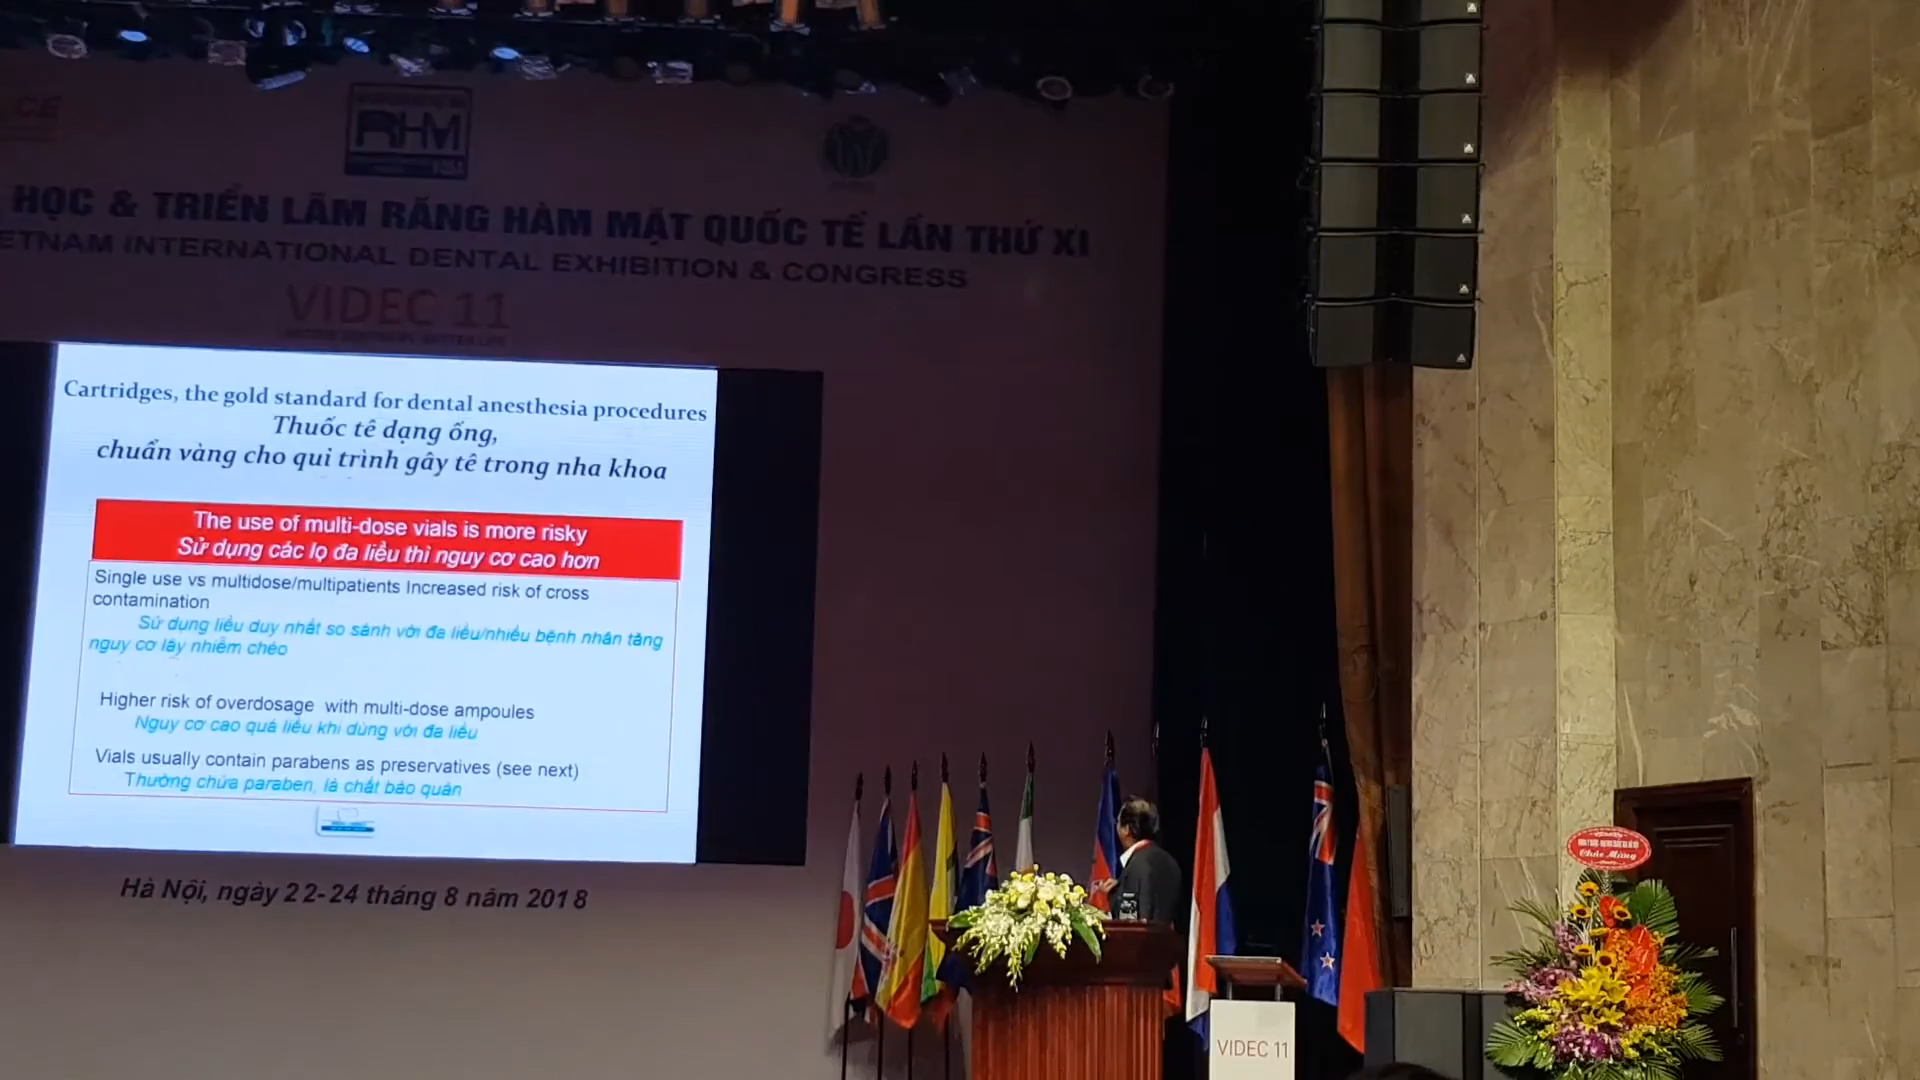 CE
RHM
HỌC & TRIỂN LÃM RĂNG HÀM MẶT QUỐC TẾ LẦN THỨ XI
ETNAM INTERNATIONAL DENTAL EXHIBITION & CONGRESS
VIDEC 11
Cartridges, the gold standard for dental anesthesia procedures
Thuốc tê dạng ống,
chuẩn vàng cho qui trình gây tê trong nha khoa
The use of multi-dose vials is more risky
Sử dụng các lọ đa liều thì nguy cơ cao hơn
Single use vs multidose/multipatients Increased risk of cross
contamination
Sử dụng liều duy nhất so sánh với đa liều/nhiều bệnh nhân tăng
nguy cơ lây nhiễm chéo
Higher risk of overdosage with multi-dose ampoules
Nguy cơ cao quá liều khi dùng với đa liều
Vials usually contain parabens as preservatives (see next)
Thường chứa paraben, là chất bảo quản
Hà Nội, ngày 22-24 tháng 8 năm 2018
Chúc Mừng
VIDEC 11